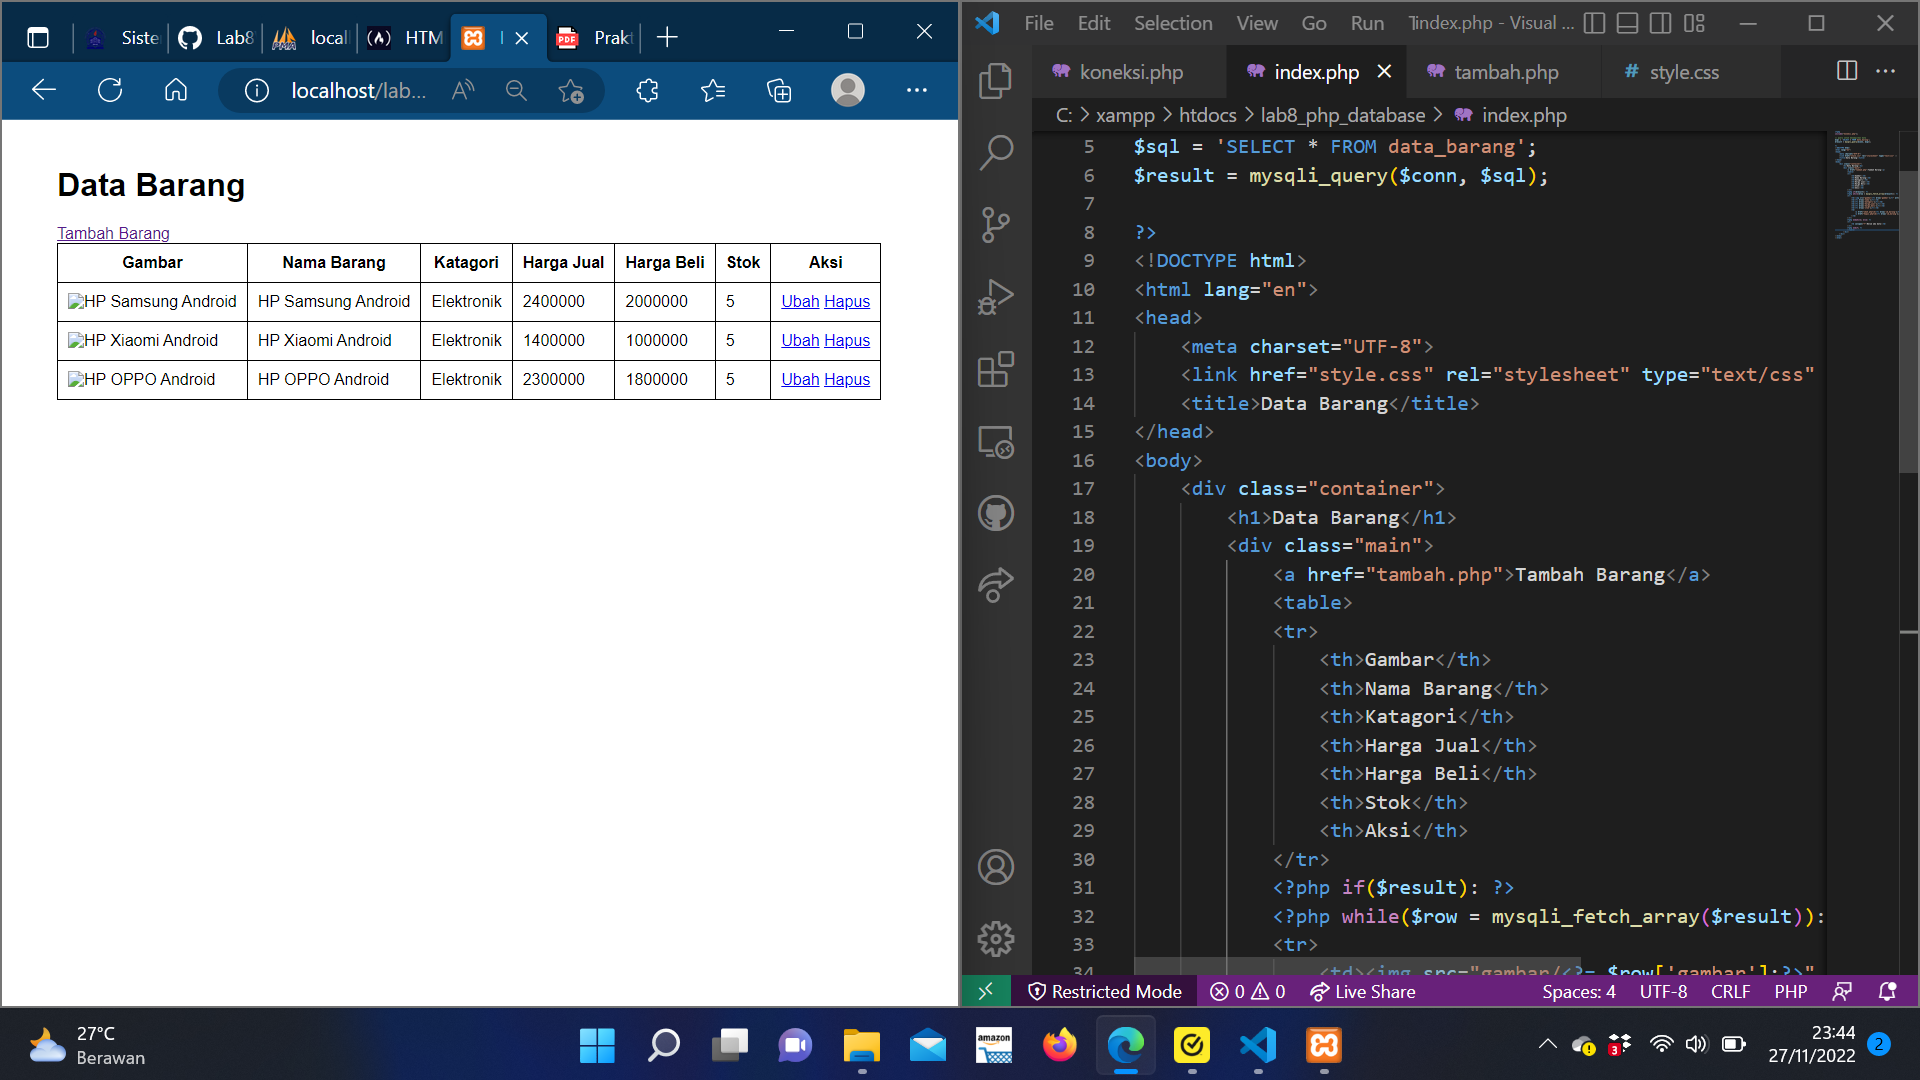 Siste
Lab8
local
HTM
Prakt
localhost/lab...
Data Barang
Tambah Barang
Gambar Nama Barang Katagori Harga Jual Harga Beli Stok Aksi
HP Samsung Android HP Samsung Android Elektronik 2400000 2000000 5 Ubah Hapus
HP Xiaomi Android HP Xiaomi Android Elektronik 1400000 1000000 5 Ubah Hapus
HP OPPO Android HP OPPO Android Elektronik 2300000 1800000 5 Ubah Hapus
File Edit Selection View Go Run index.php - Visual ...
koneksi.php index.php tambah.php # style.css
C: > xampp > htdocs > lab8_php_database > index.php
5 $sql = 'SELECT * FROM data_barang';
6 $result = mysqli_query($conn, $sql);
7
8 ?>
9 <!DOCTYPE html>
10 <html lang="en">
11 <head>
12 <meta charset="UTF-8">
13 <link href="style.css" rel="stylesheet" type="text/css"
14 <title>Data Barang</title>
15 </head>
16 <body>
17 <div class="container">
18 <h1>Data Barang</h1>
19 <div class="main">
20 <a href="tambah.php">Tambah Barang</a>
21 <table>
22 <tr>
23 <th>Gambar</th>
24 <th>Nama Barang</th>
25 <th>Katagori</th>
26 <th>Harga Jual</th>
27 <th>Harga Beli</th>
28 <th>Stok</th>
29 <th>Aksi</th>
30 </tr>
31 <?php if($result): ?>
32 <?php while($row = mysqli_fetch_array($result)):
33 <tr>
34 <td><img src="gambar/<?= $row['gambar'];?>"
Restricted Mode 0 0 Live Share Spaces: 4 UTF-8 CRLF PHP
27°C
Berawan
amazon
3
23:44
27/11/2022
2